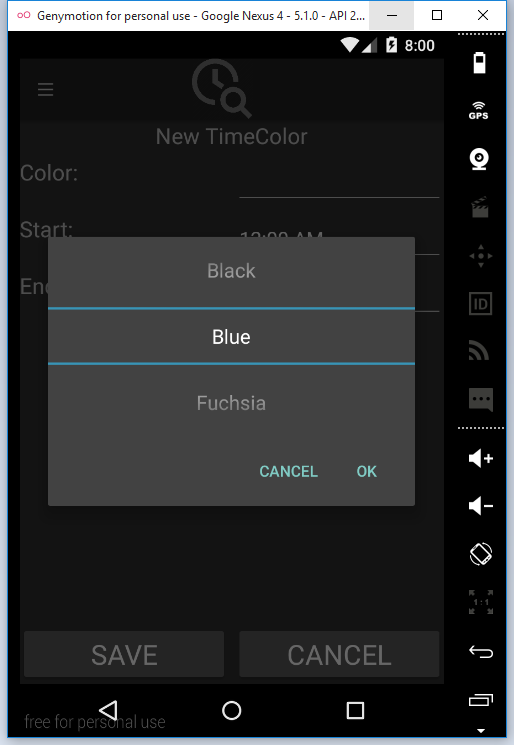 Genymotion for personal use - Google Nexus 4 - 5.1.0 - API 2...
8:00
GPS
New TimeColor
Color:
Start:
12:00 AM
Black
Blue
ID
Fuchsia
CANCEL OK
1:1
SAVE CANCEL
free for personal use